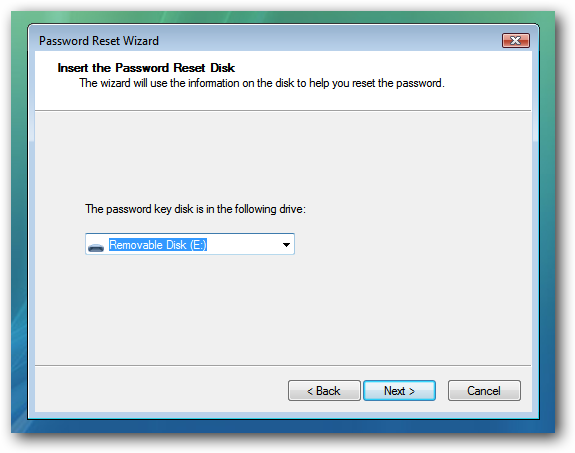 Password Reset Wizard
Insert the Password Reset Disk
The wizard will use the information on the disk to help you reset the password.
The password key disk is in the following drive:
Removable Disk (E:)
< Back Next > Cancel